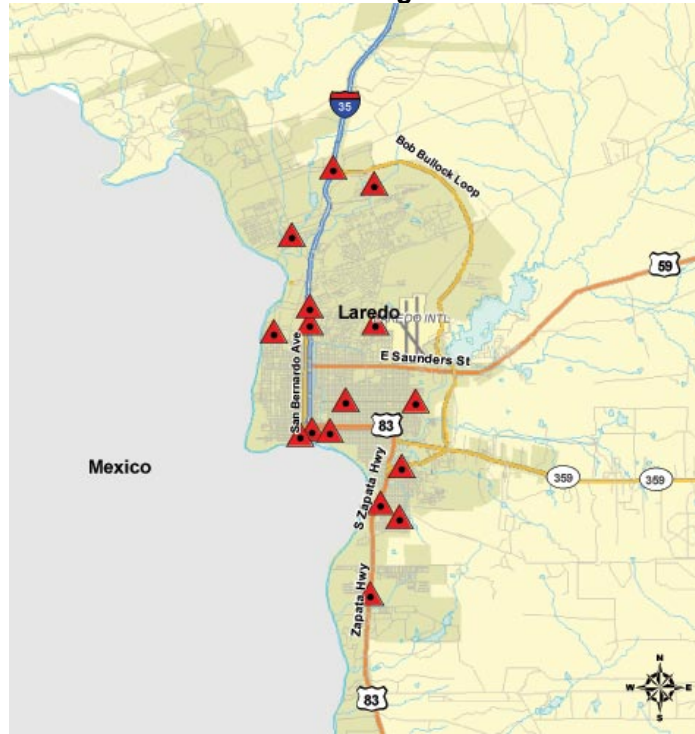 35
Bob Bullock Loop
59
Laredo
LAREDO INTL
E Saunders St
San Bernardo Ave
83
Mexico
S Zapata Hwy
359
359
Zapata Hwy
83
N
W E
S